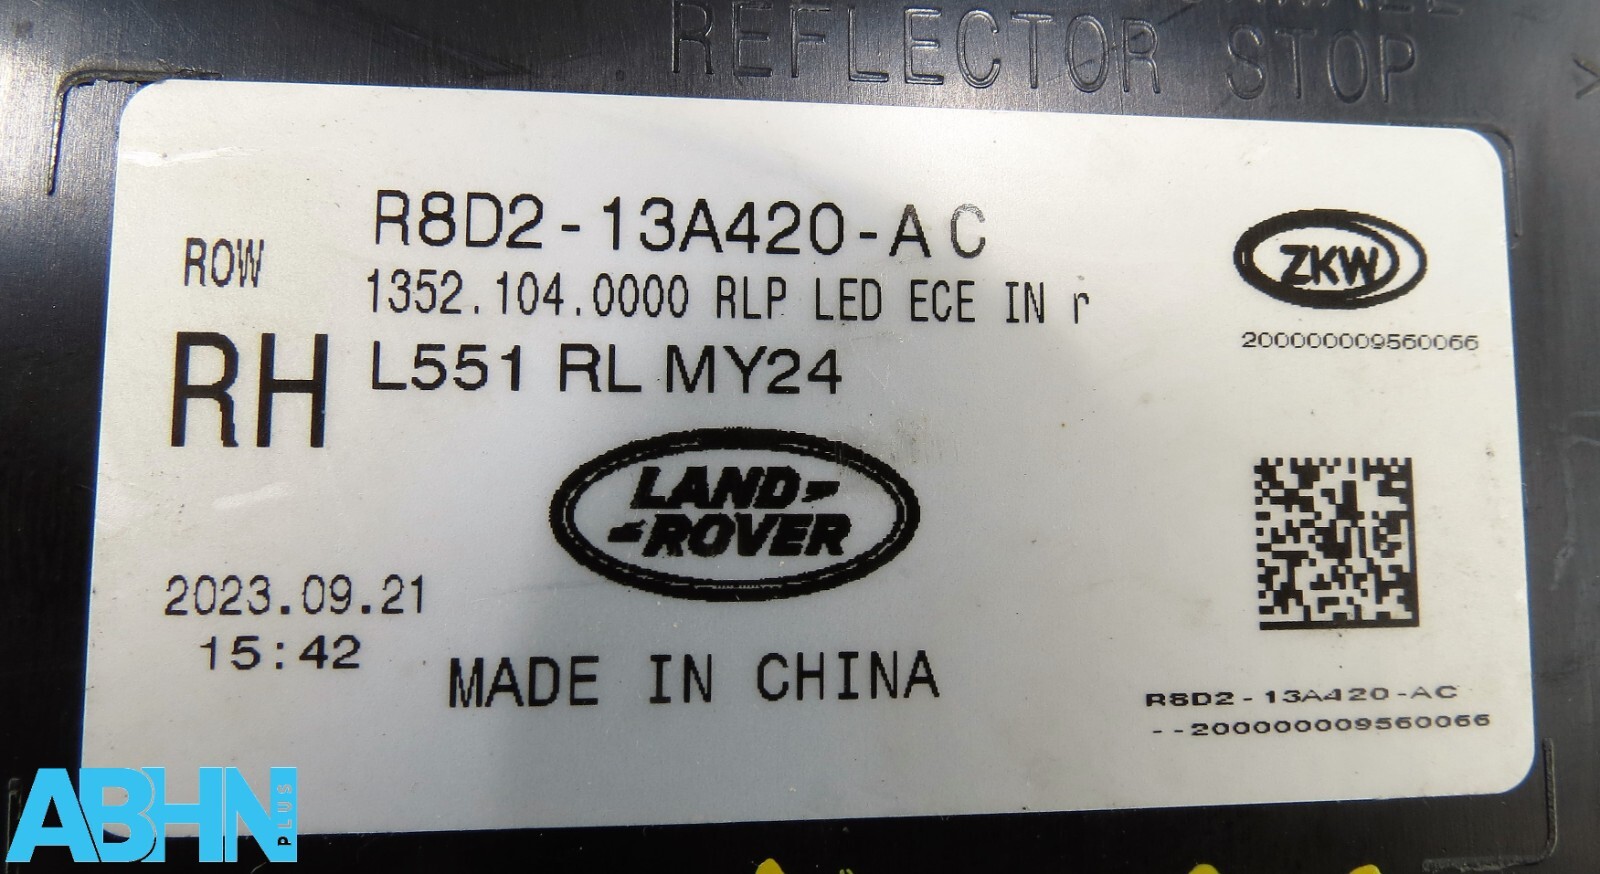 REFLECTOR STOP
R8D2-13A420-AC
ROW
1352.104.0000 RLP LED ECE IN r
RH
L551 RL MY24
ZKW
200000009560066
LAND-
-ROVER
2023.09.21
15:42
MADE IN CHINA
R8D2-13A420-AC
--200000009560066
ABHN
PLUS